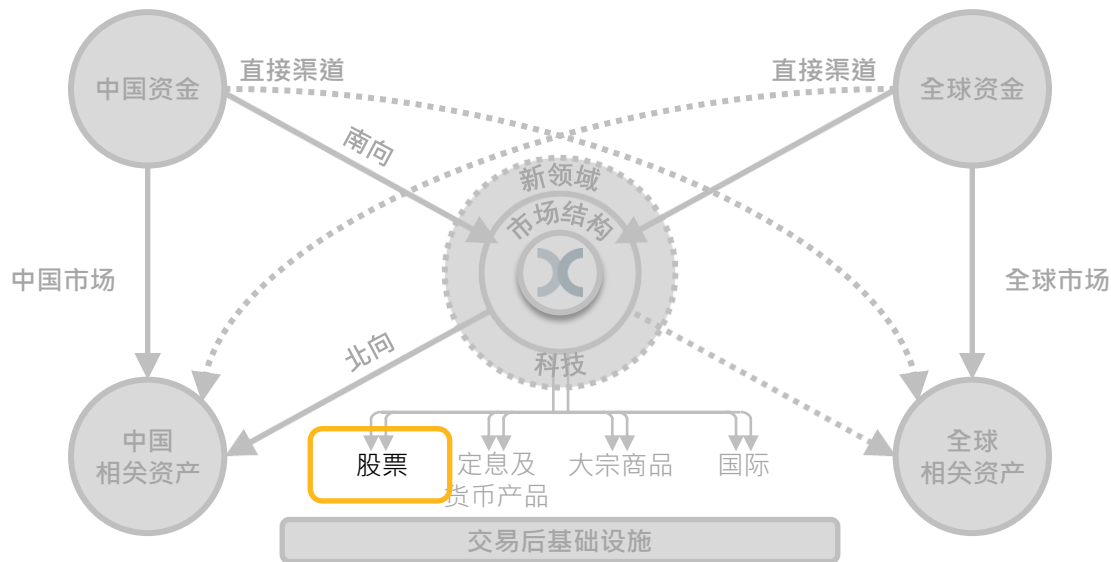 中国资金
直接渠道
直接渠道
全球资金
南向
新领域
市场结构
中国市场
全球市场
北向
科技
中国
相关资产
股票
定息及
货币产品
大宗商品
国际
全球
相关资产
交易后基础设施